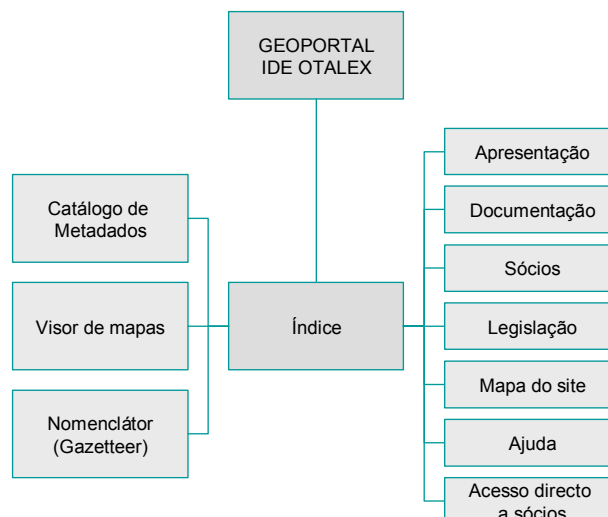 GEOPORTAL
IDE OTALEX
Catálogo de
Metadados
Visor de mapas
Nomenclátor
(Gazetteer)
Índice
Apresentação
Documentação
Sócios
Legislação
Mapa do site
Ajuda
Acesso directo
a sócios